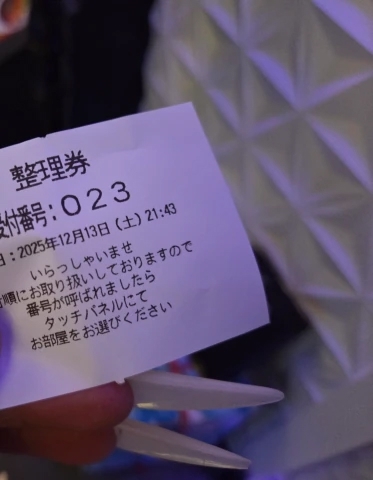 整理券
付番号:023
日:2025年12月13日(土)21:43
いらっしゃいませ
順にお取り扱いしておりますので
番号が呼ばれましたら
タッチパネルにて
お部屋をお選びください